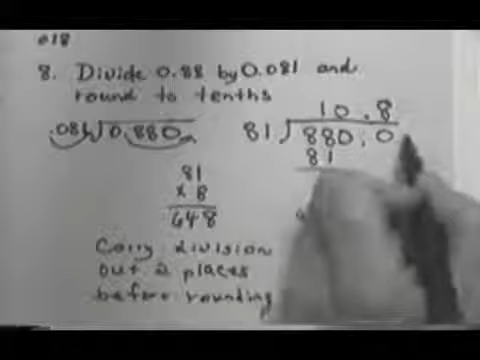 018
8. Divide 0.88 by 0.081 and
round to tenths
10.8
.081 0.880 81 880.0
81
81
× 8
648
Carry division
out 2 places
before rounding